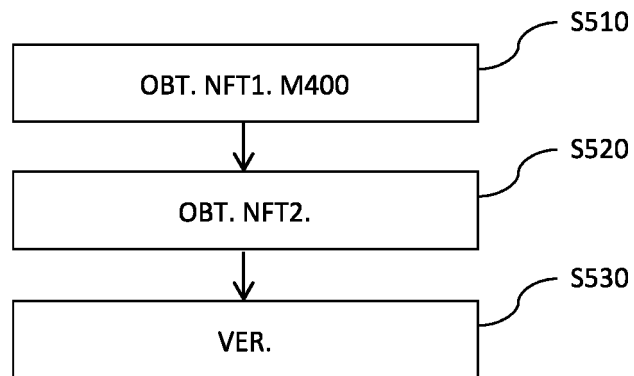 S510
OBT. NFT1. M400
S520
OBT. NFT2.
S530
VER.